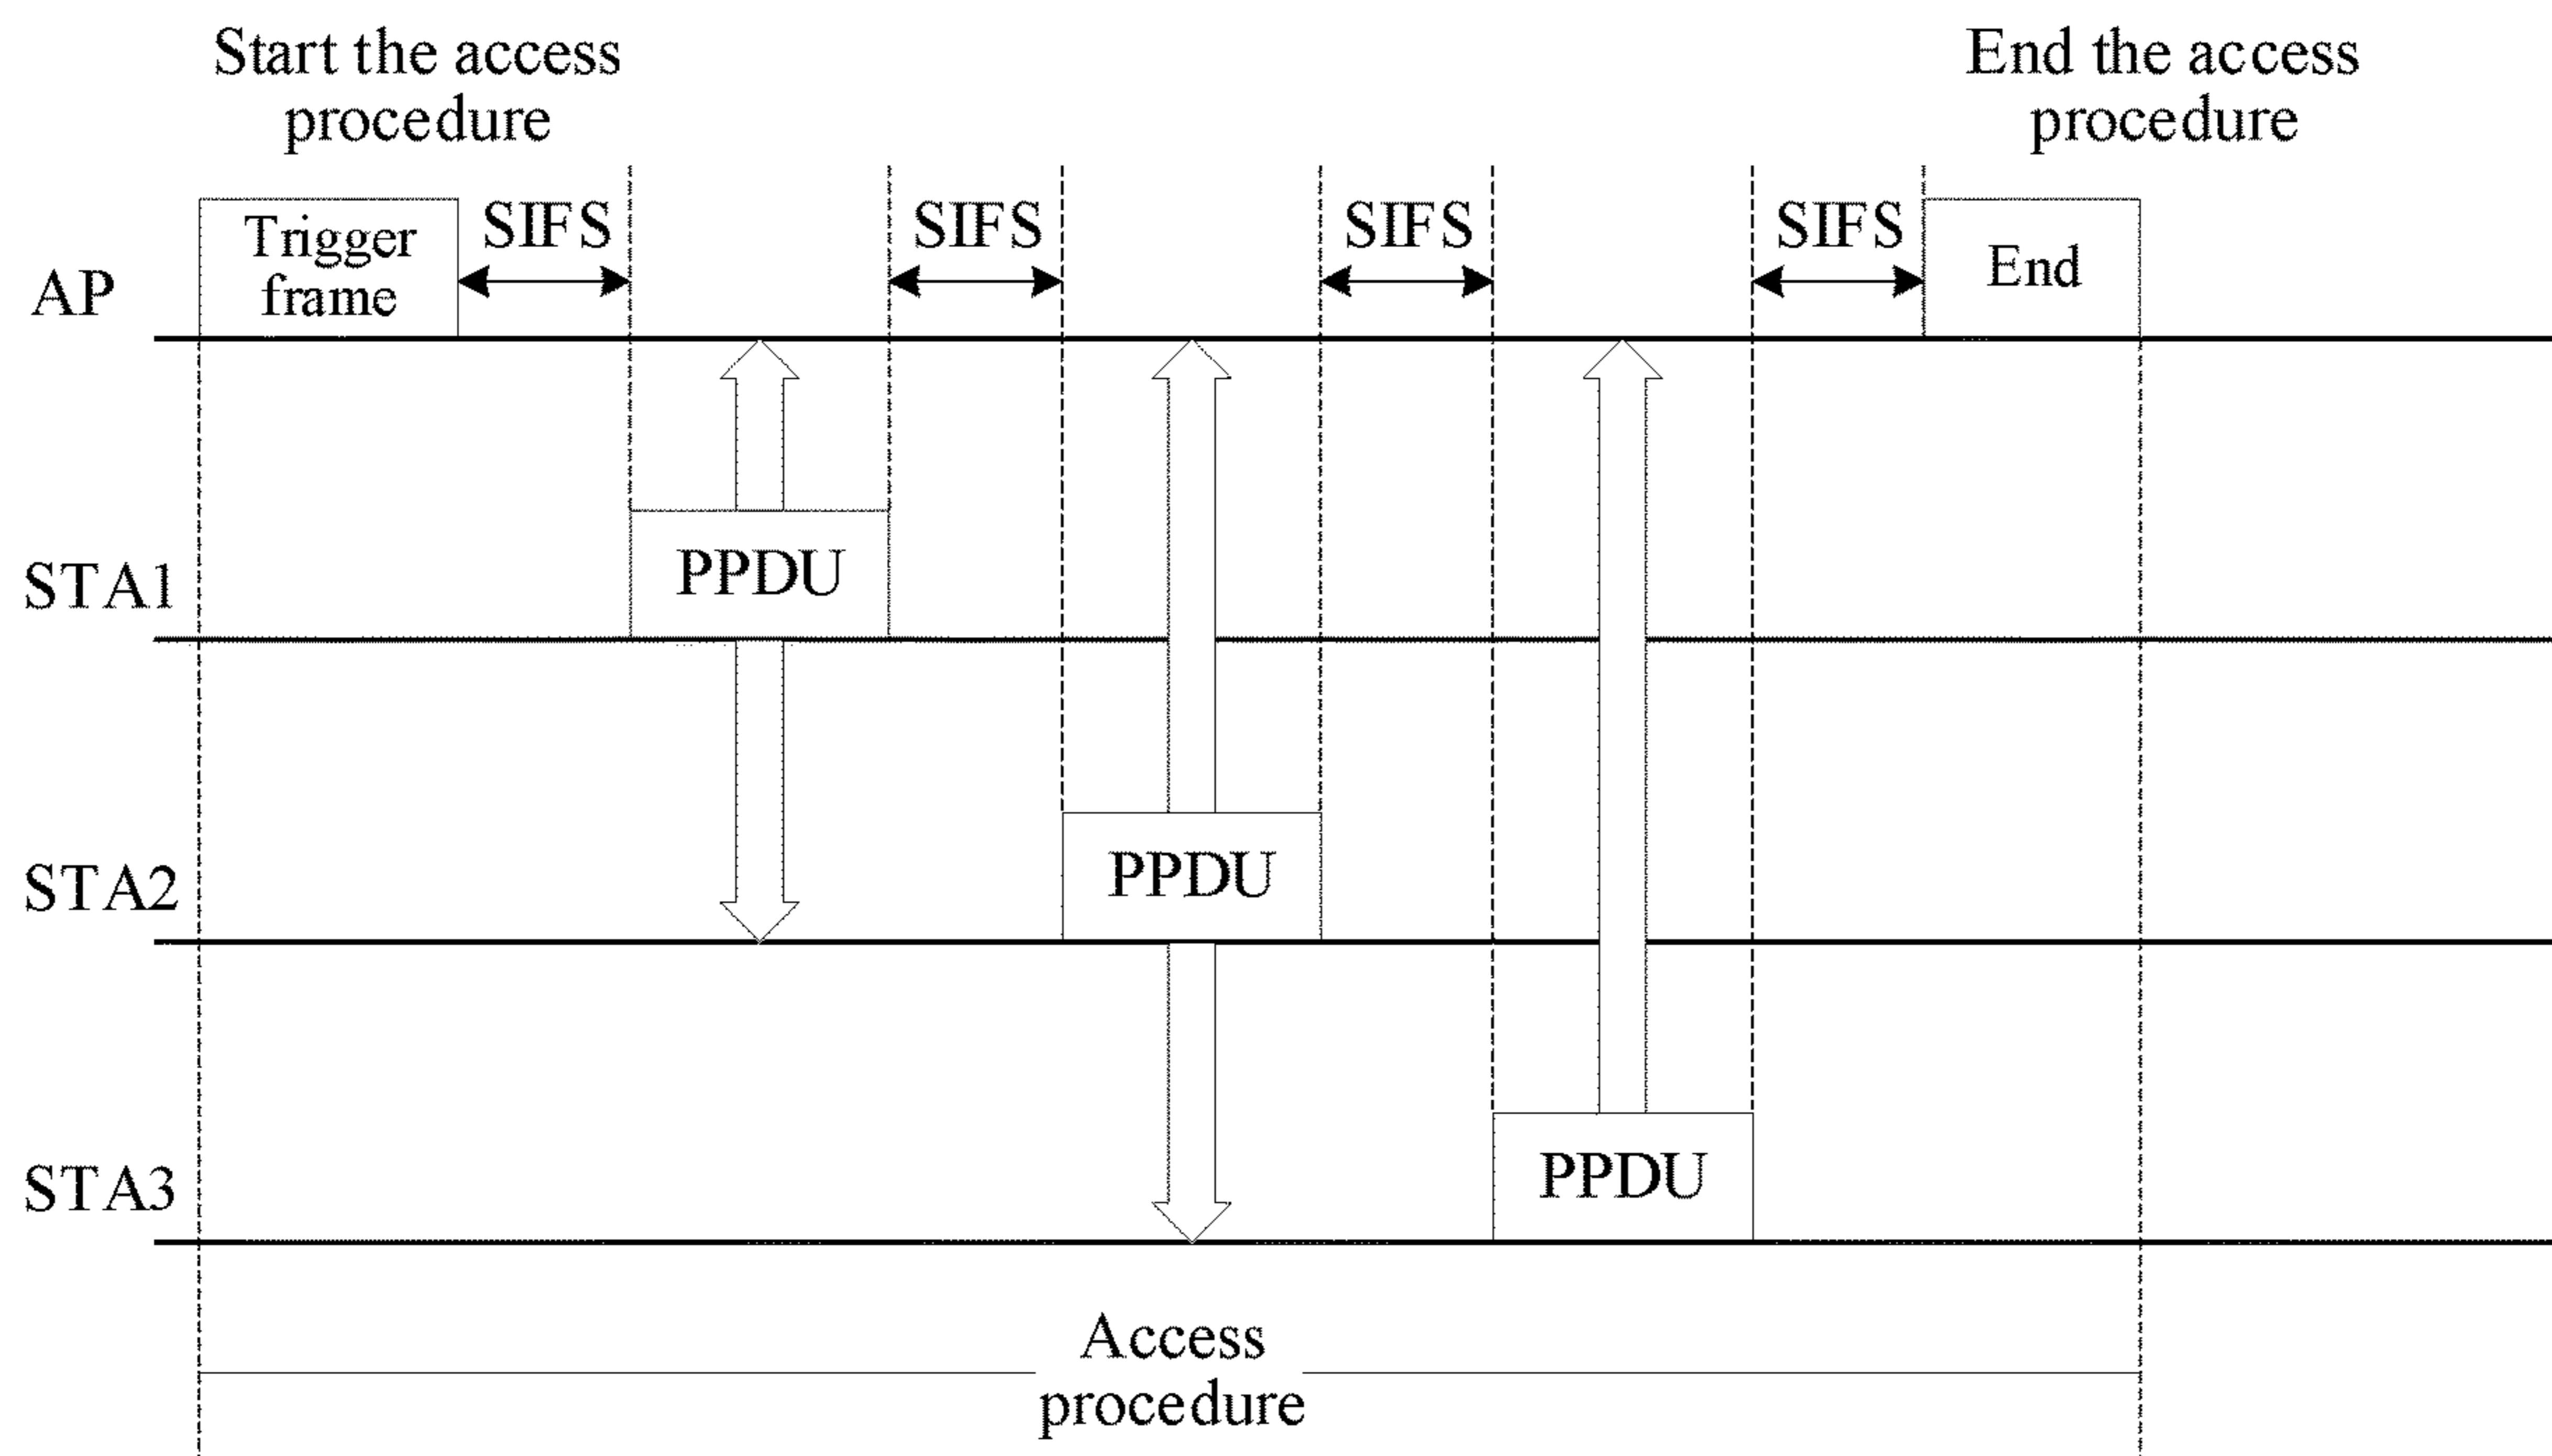 Start the access
procedure
End the access
procedure
Trigger
frame
SIFS
SIFS
SIFS
SIFS
End
AP
PPDU
STA1
PPDU
STA2
PPDU
STA3
Access
procedure